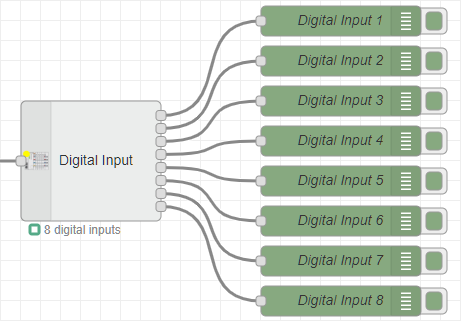 Digital Input 1
Digital Input 2
Digital Input 3
Digital Input 4
Digital Input
Digital Input 5
Digital Input 6
8 digital inputs
Digital Input 7
Digital Input 8